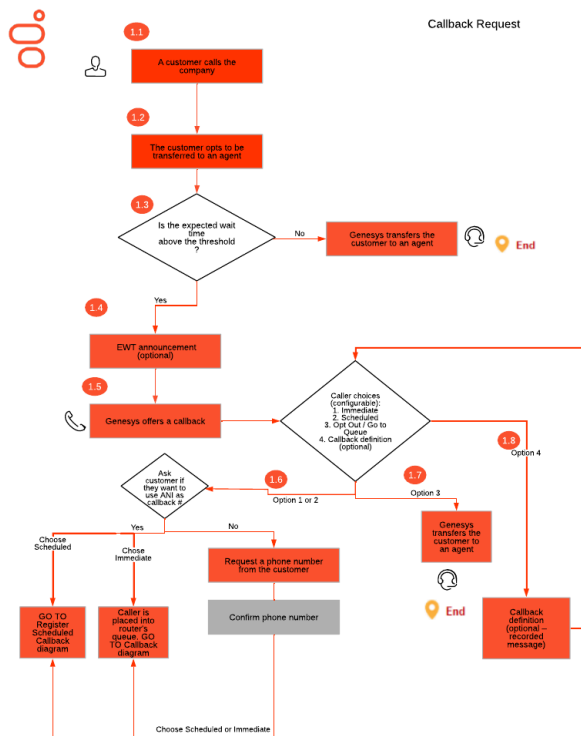 Callback Request
1.1
A customer calls the
company
1.2
The customer opts to be
transferred to an agent
1.3
Is the expected wait
time
above the threshold
?
No
Genesys transfers the
customer to an agent
End
Yes
1.4
EWT announcement
(optional)
1.5
Genesys offers a callback
Caller choices
(configurable):
1. Immediate
2. Scheduled
3. Opt Out / Go to
Queue
4. Callback definition
(optional)
1.8
Option 4
1.6
Option 1 or 2
1.7
Option 3
Ask
customer if
they want to
use ANI as
callback #.
Yes
No
Choose
Scheduled
Chose
Immediate
Request a phone number
from the customer
Genesys
transfers the
customer to
an agent
End
GO TO
Register
Scheduled
Callback
diagram
Caller is
placed into
router's
queue. GO
TO Callback
diagram
Confirm phone number
Callback
definition
(optional –
recorded
message)
Choose Scheduled or Immediate